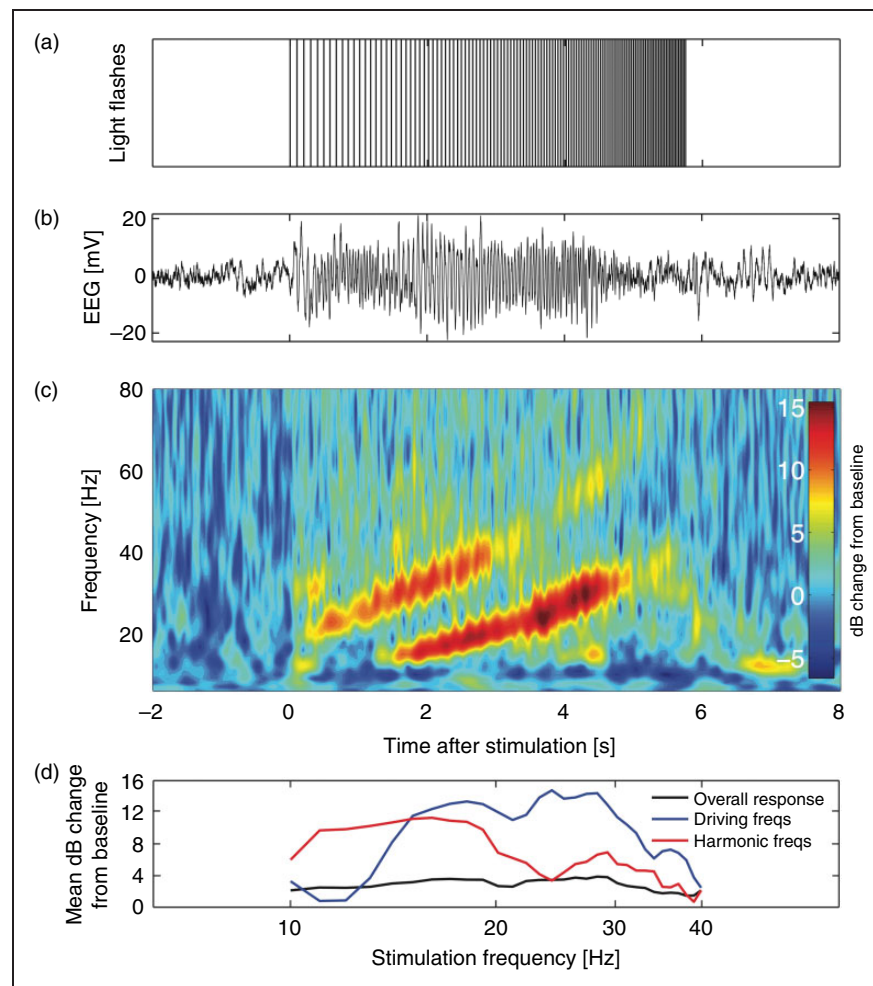 (a)
Light flashes
(b)
EEG [mV]
20
0
−20
(c)
Frequency [Hz]
80
60
40
20
15
10
5
0
−5
dB change from baseline
−2
0
2
4
6
8
Time after stimulation [s]
(d)
Mean dB change
from baseline
16
12
8
4
0
Overall response
Driving freqs
Harmonic freqs
10
20
30
40
Stimulation frequency [Hz]